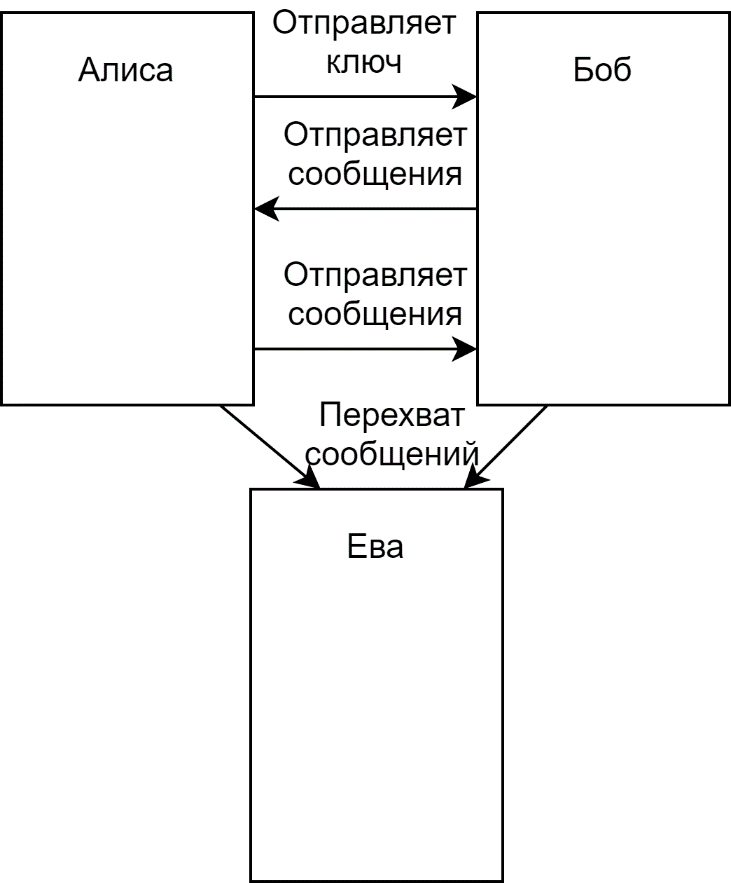 Алиса
Отправляет
ключ
Боб
Отправляет
сообщения
Отправляет
сообщения
Перехват
сообщений
Ева